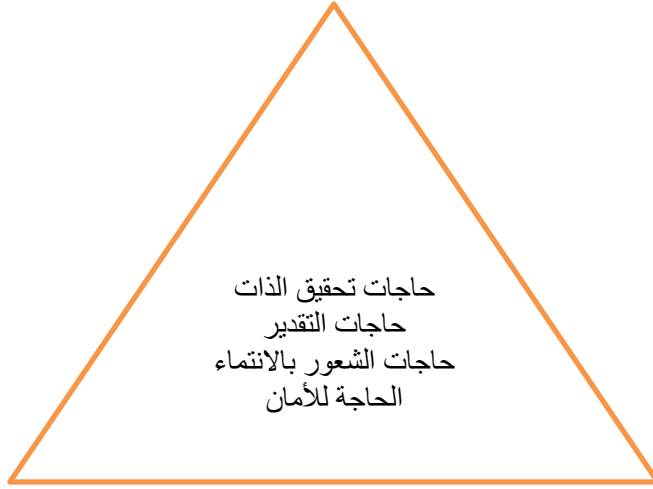 حاجات تحقيق الذات
حاجات التقدير
حاجات الشعور بالانتماء
الحاجة للأمان